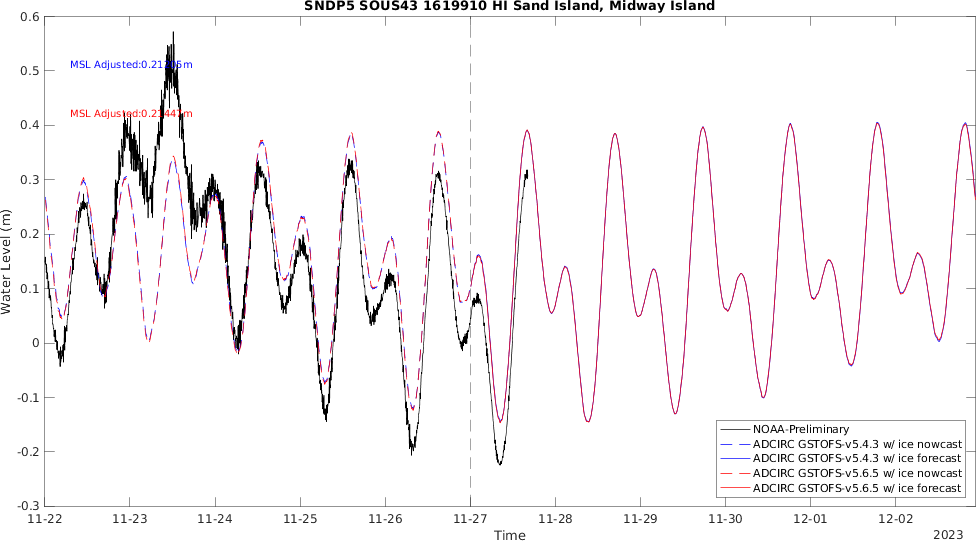 SNDP5 SOUS43 1619910 HI Sand Island, Midway Island
0.6
0.5
0.4
0.3
0.2
0.1
0
-0.1
-0.2
-0.3
Water Level (m)
MSL Adjusted:
MSL Adjusted:
NOAA-Preliminary
ADCIRC GSTOFS-v5.4.3 w/ ice nowcast
ADCIRC GSTOFS-v5.4.3 w/ ice forecast
ADCIRC GSTOFS-v5.6.5 w/ ice nowcast
ADCIRC GSTOFS-v5.6.5 w/ ice forecast
11-22 11-23 11-24 11-25 11-26 11-27 11-28 11-29 11-30 12-01 12-02
Time
2023